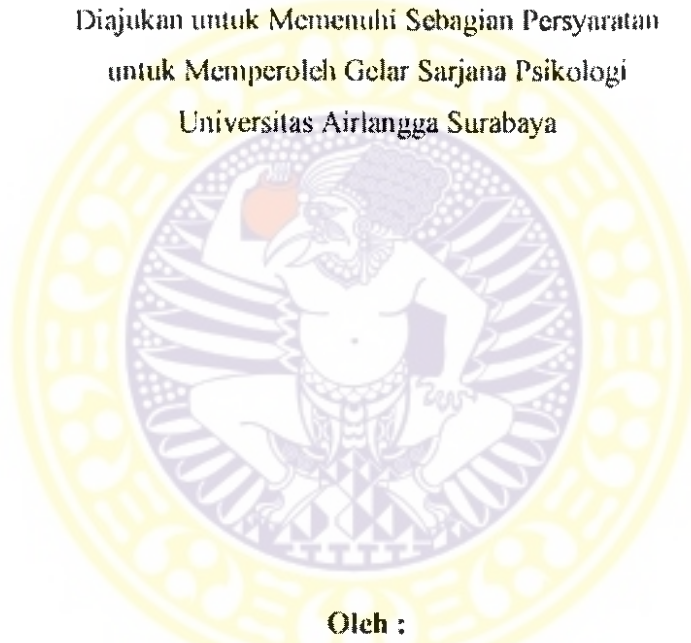 Diajukan untuk Memenuhi Sebagian Persyaratan
untuk Memperoleh Gelar Sarjana Psikologi
Universitas Airlangga Surabaya
Oleh :